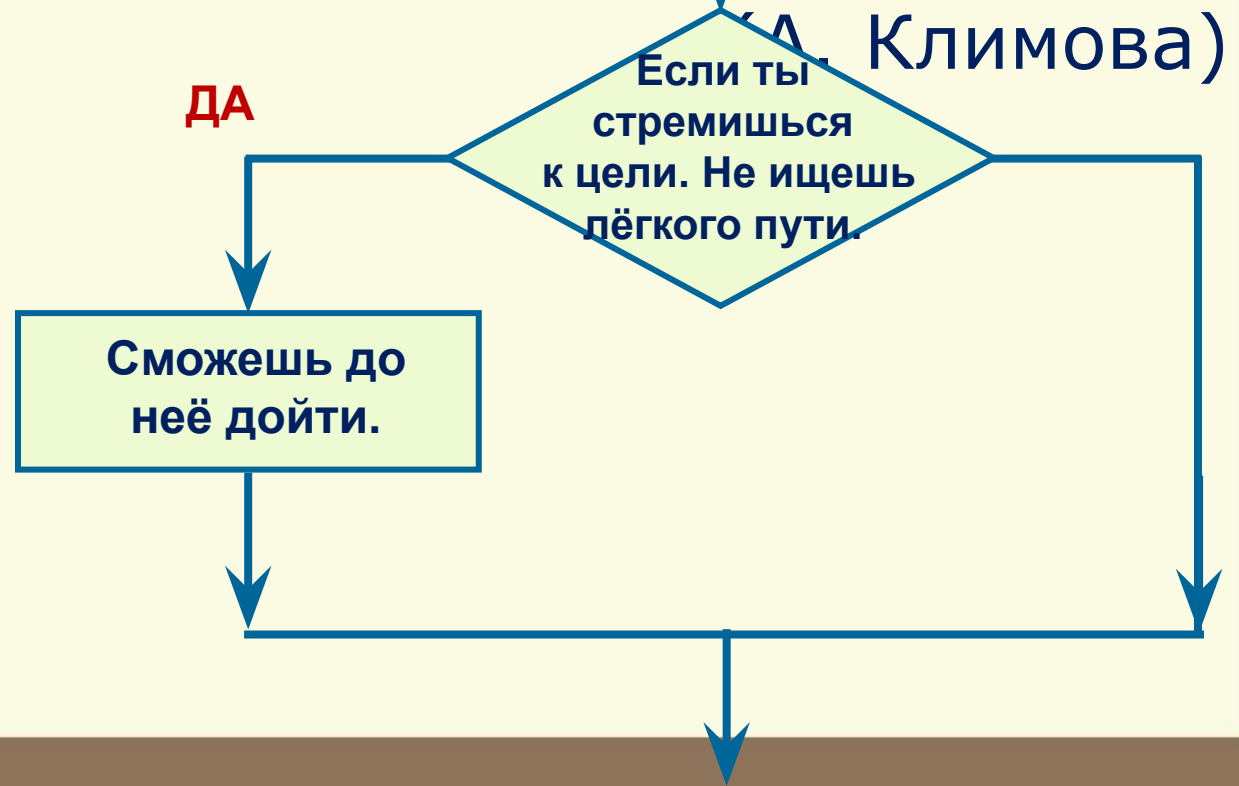 (А. Климова)
ДА
Если ты
стремишься
к цели. Не ищешь
лёгкого пути.
Сможешь до
неё дойти.